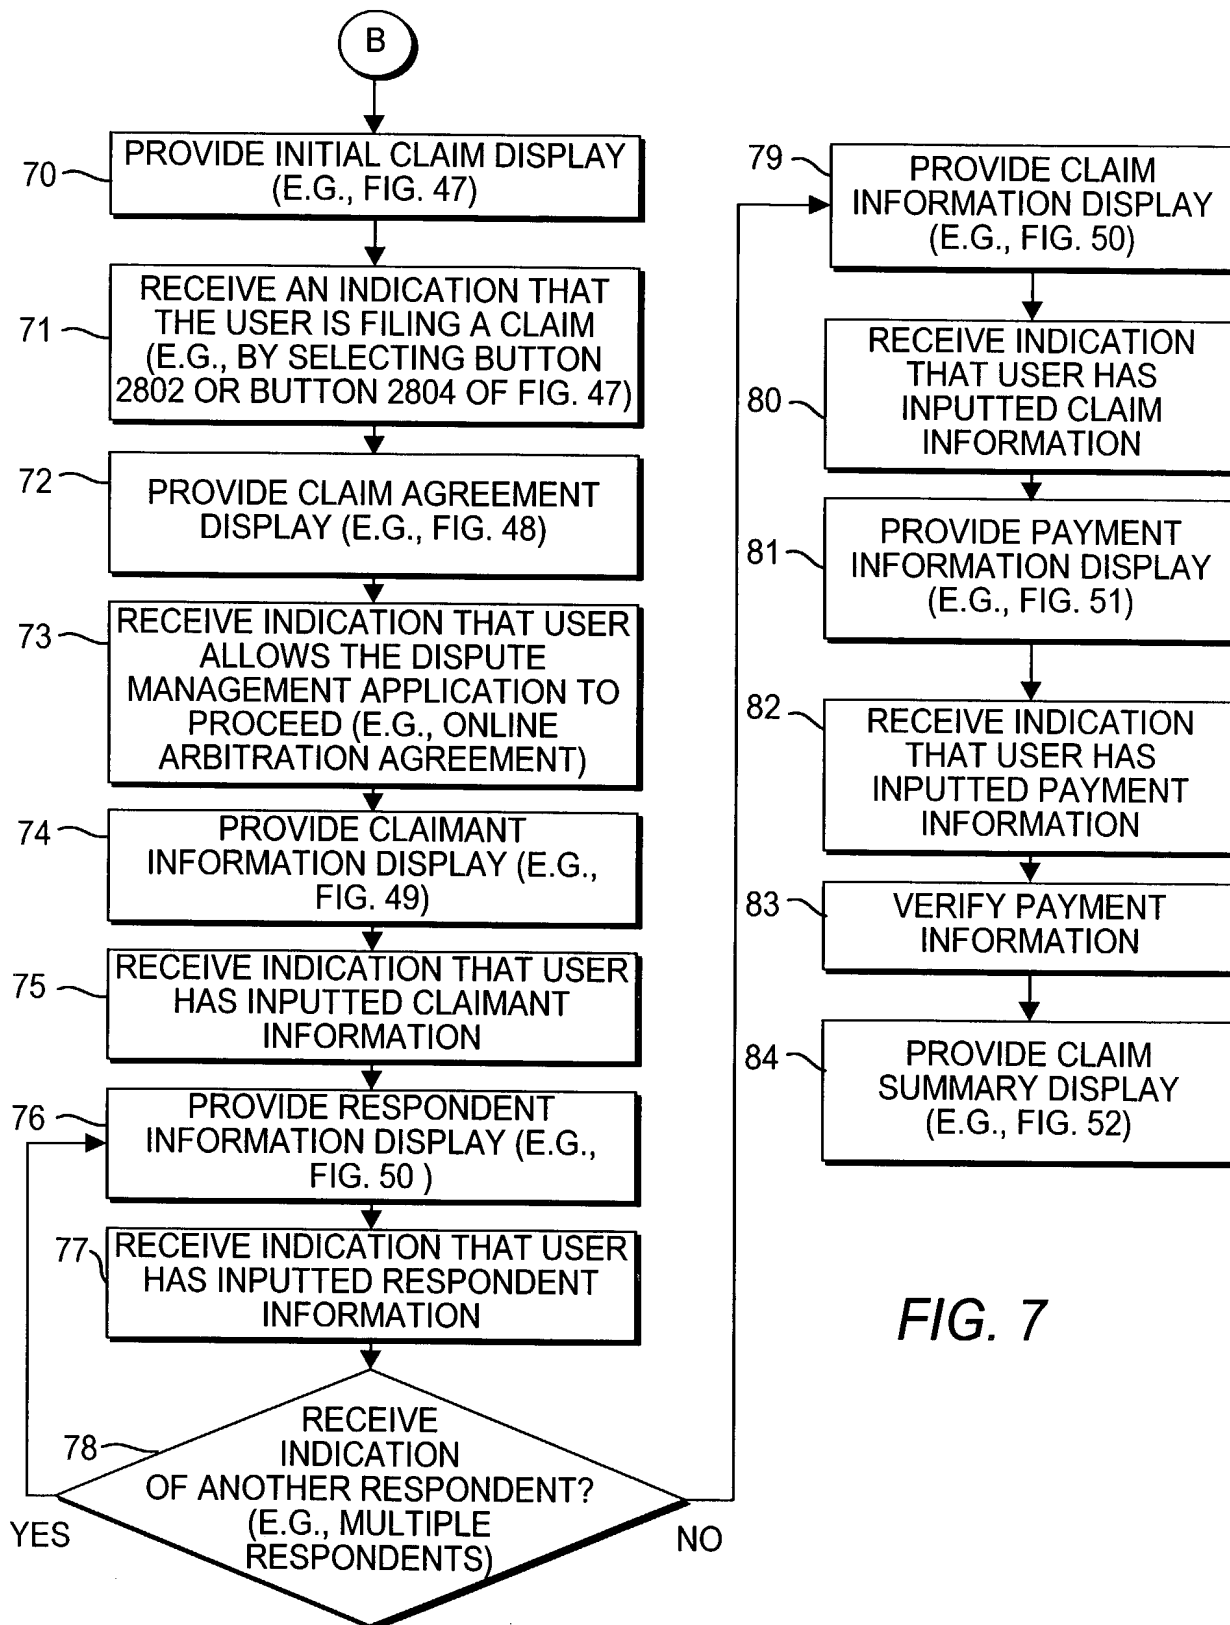 B
70
PROVIDE INITIAL CLAIM DISPLAY
(E.G., FIG. 47)
71
RECEIVE AN INDICATION THAT
THE USER IS FILING A CLAIM
(E.G., BY SELECTING BUTTON
2802 OR BUTTON 2804 OF FIG. 47)
72
PROVIDE CLAIM AGREEMENT
DISPLAY (E.G., FIG. 48)
73
RECEIVE INDICATION THAT USER
ALLOWS THE DISPUTE
MANAGEMENT APPLICATION TO
PROCEED (E.G., ONLINE
ARBITRATION AGREEMENT)
74
PROVIDE CLAIMANT
INFORMATION DISPLAY (E.G.,
FIG. 49)
75
RECEIVE INDICATION THAT USER
HAS INPUTTED CLAIMANT
INFORMATION
76
PROVIDE RESPONDENT
INFORMATION DISPLAY (E.G.,
FIG. 50 )
77
RECEIVE INDICATION THAT USER
HAS INPUTTED RESPONDENT
INFORMATION
78
RECEIVE
INDICATION
OF ANOTHER RESPONDENT?
(E.G., MULTIPLE
RESPONDENTS)
YES
NO
79
PROVIDE CLAIM
INFORMATION DISPLAY
(E.G., FIG. 50)
80
RECEIVE INDICATION
THAT USER HAS
INPUTTED CLAIM
INFORMATION
81
PROVIDE PAYMENT
INFORMATION DISPLAY
(E.G., FIG. 51)
82
RECEIVE INDICATION
THAT USER HAS
INPUTTED PAYMENT
INFORMATION
83
VERIFY PAYMENT
INFORMATION
84
PROVIDE CLAIM
SUMMARY DISPLAY
(E.G., FIG. 52)
FIG. 7